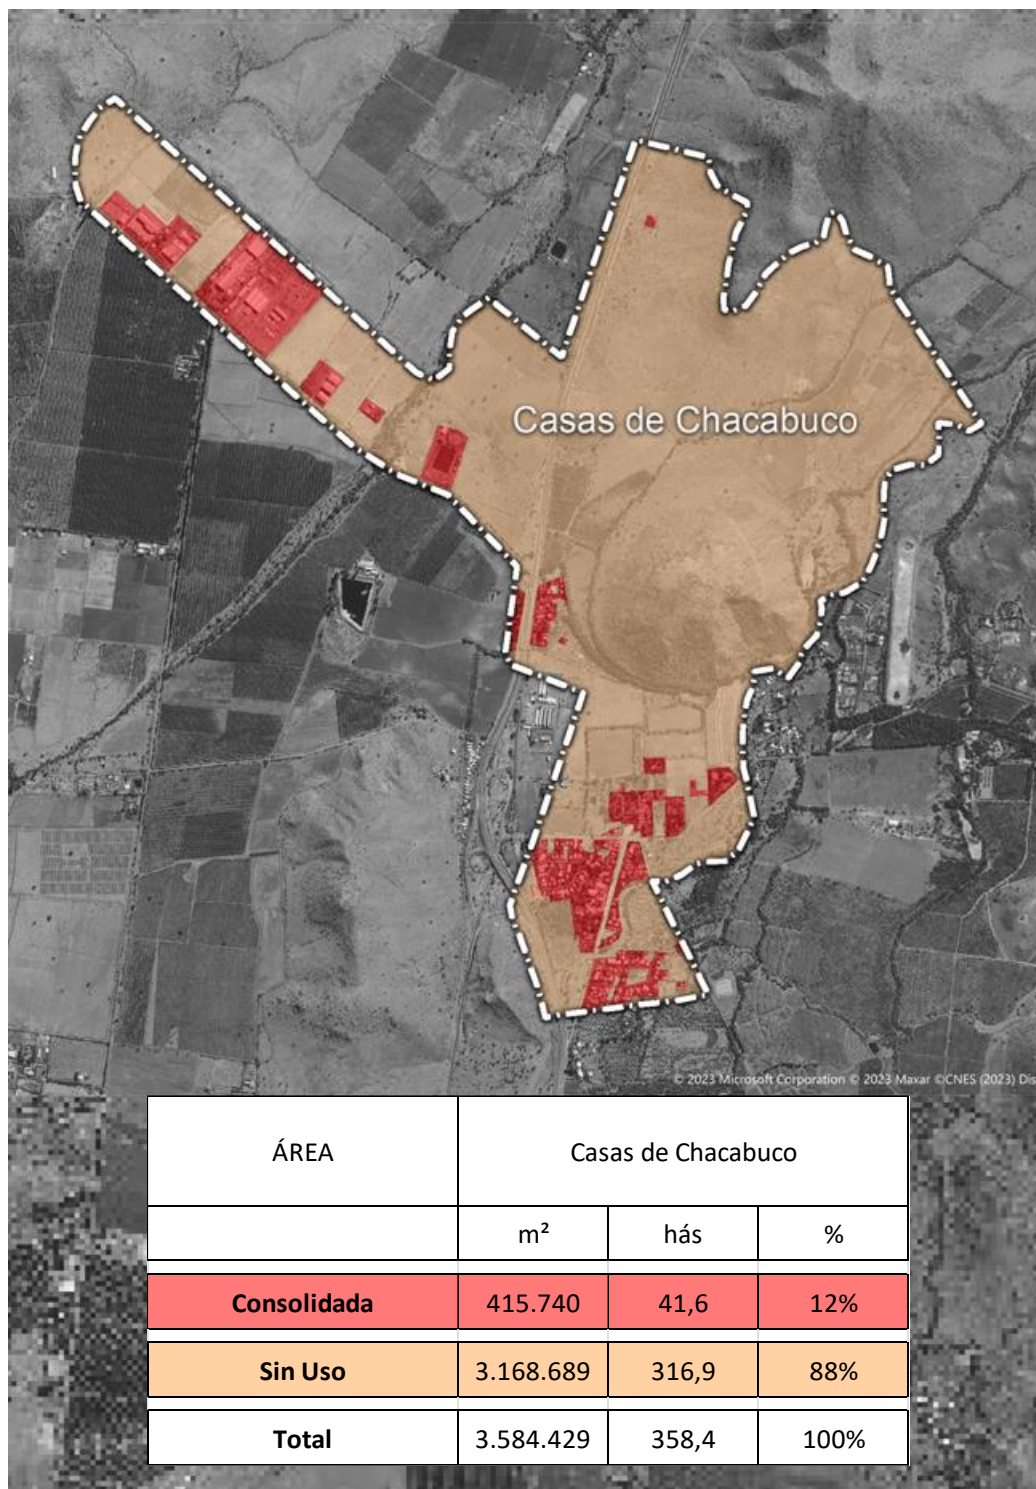 Casas de Chacabuco
© 2023 Microsoft Corporation © 2023 Maxar ©CNES (2023) Dis
ÁREA Casas de Chacabuco
m² hás %
Consolidada 415.740 41,6 12%
Sin Uso 3.168.689 316,9 88%
Total 3.584.429 358,4 100%